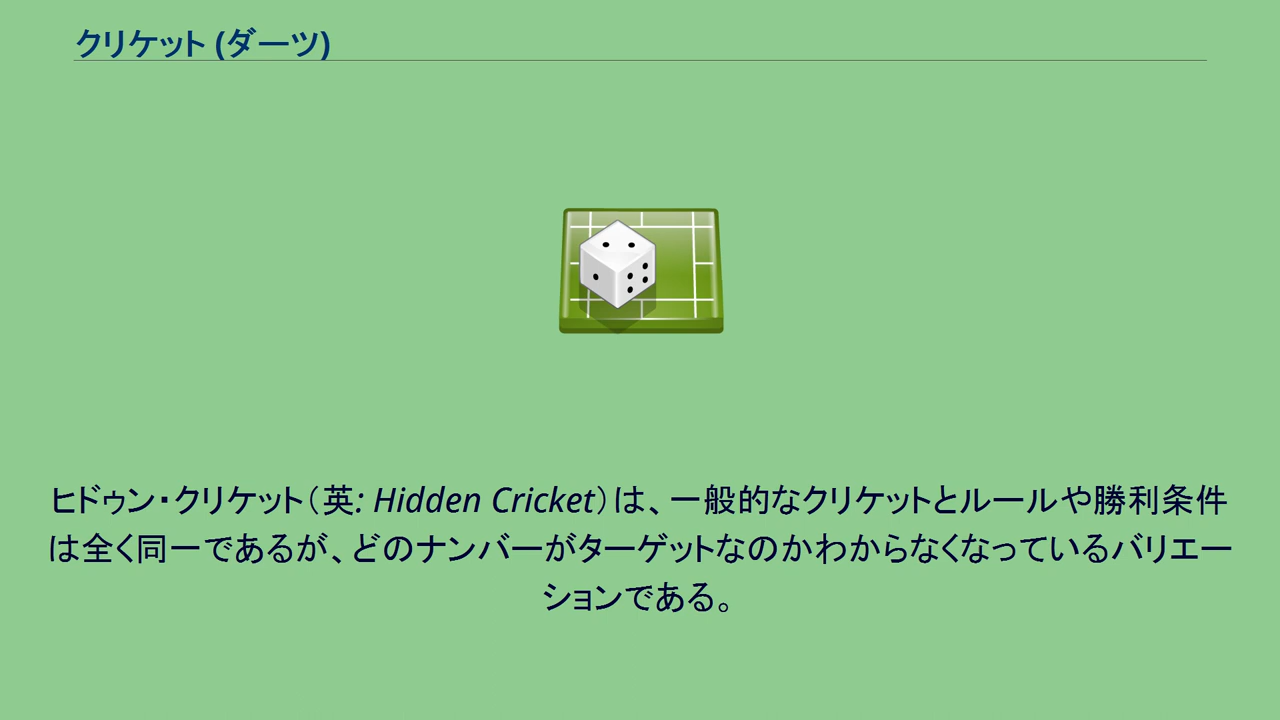 クリケット (ダーツ)
ヒドゥン・クリケット（英: Hidden Cricket）は、一般的なクリケットとルールや勝利条件
は全く同一であるが、どのナンバーがターゲットなのかわからなくなっているバリエー
ションである。